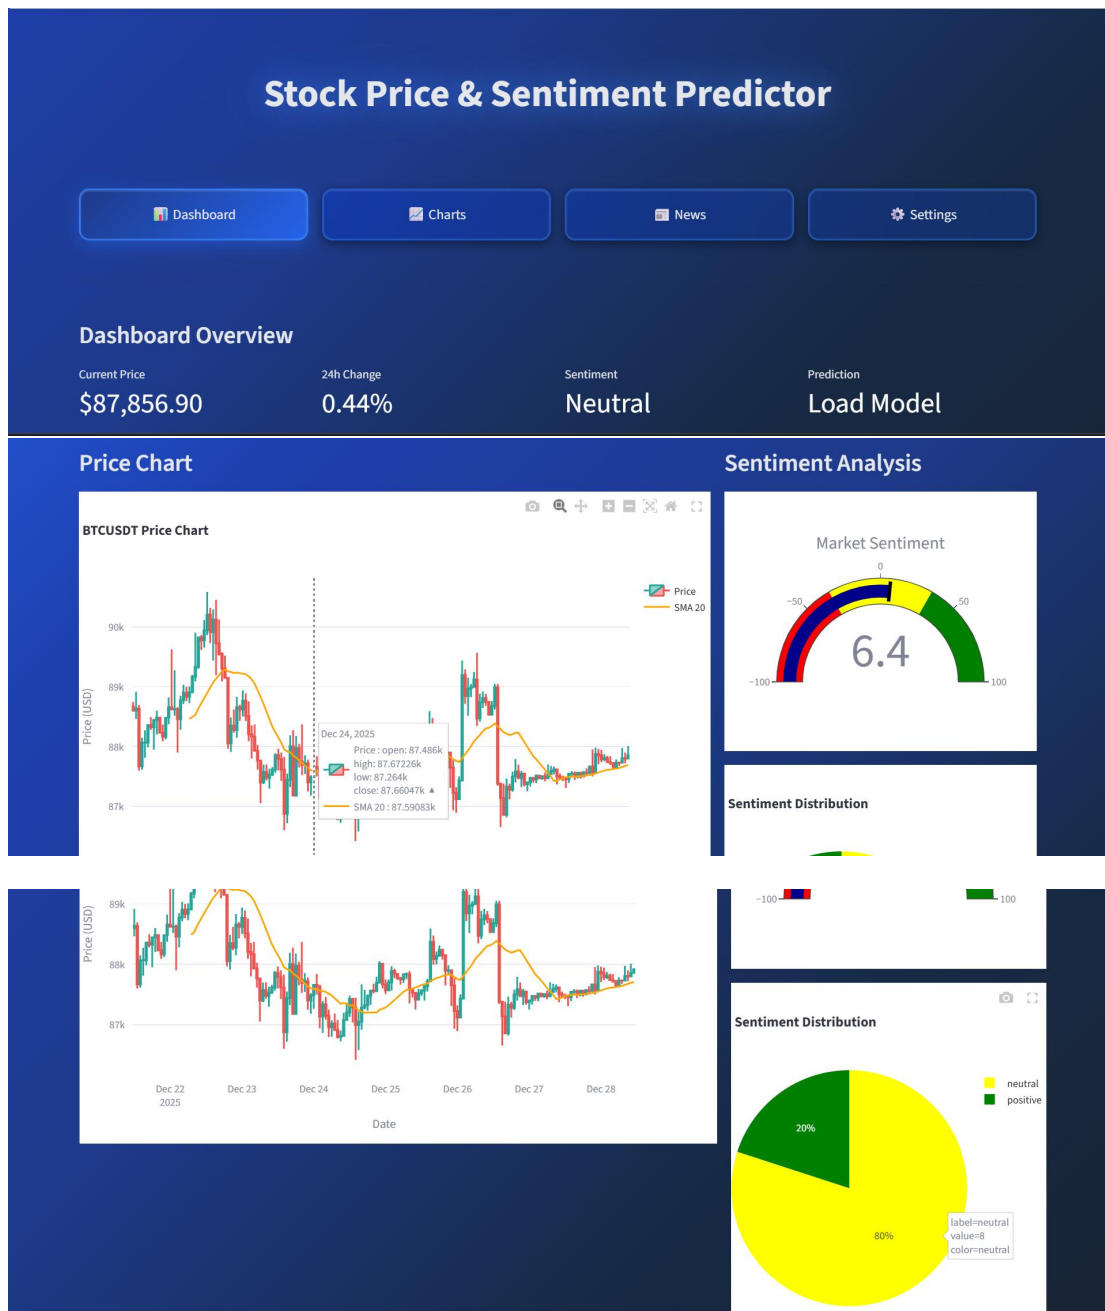 Stock Price & Sentiment Predictor
Dashboard
Charts
News
Settings
Dashboard Overview
Current Price
24h Change
Sentiment
Prediction
$87,856.90
0.44%
Neutral
Load Model
Price Chart
Sentiment Analysis
BTCUSDT Price Chart
Price
SMA 20
90k
89k
88k
87k
Price (USD)
Dec 24, 2025
Price : open: 87.486k
high: 87.67226k
low: 87.264k
close: 87.66047k ▲
SMA 20 : 87.59083k
Market Sentiment
0
−50
50
6.4
−100
100
Sentiment Distribution
89k
88k
87k
Price (USD)
Dec 22
2025
Dec 23
Dec 24
Dec 25
Dec 26
Dec 27
Dec 28
Date
−100
100
Sentiment Distribution
neutral
positive
20%
80%
label=neutral
value=8
color=neutral